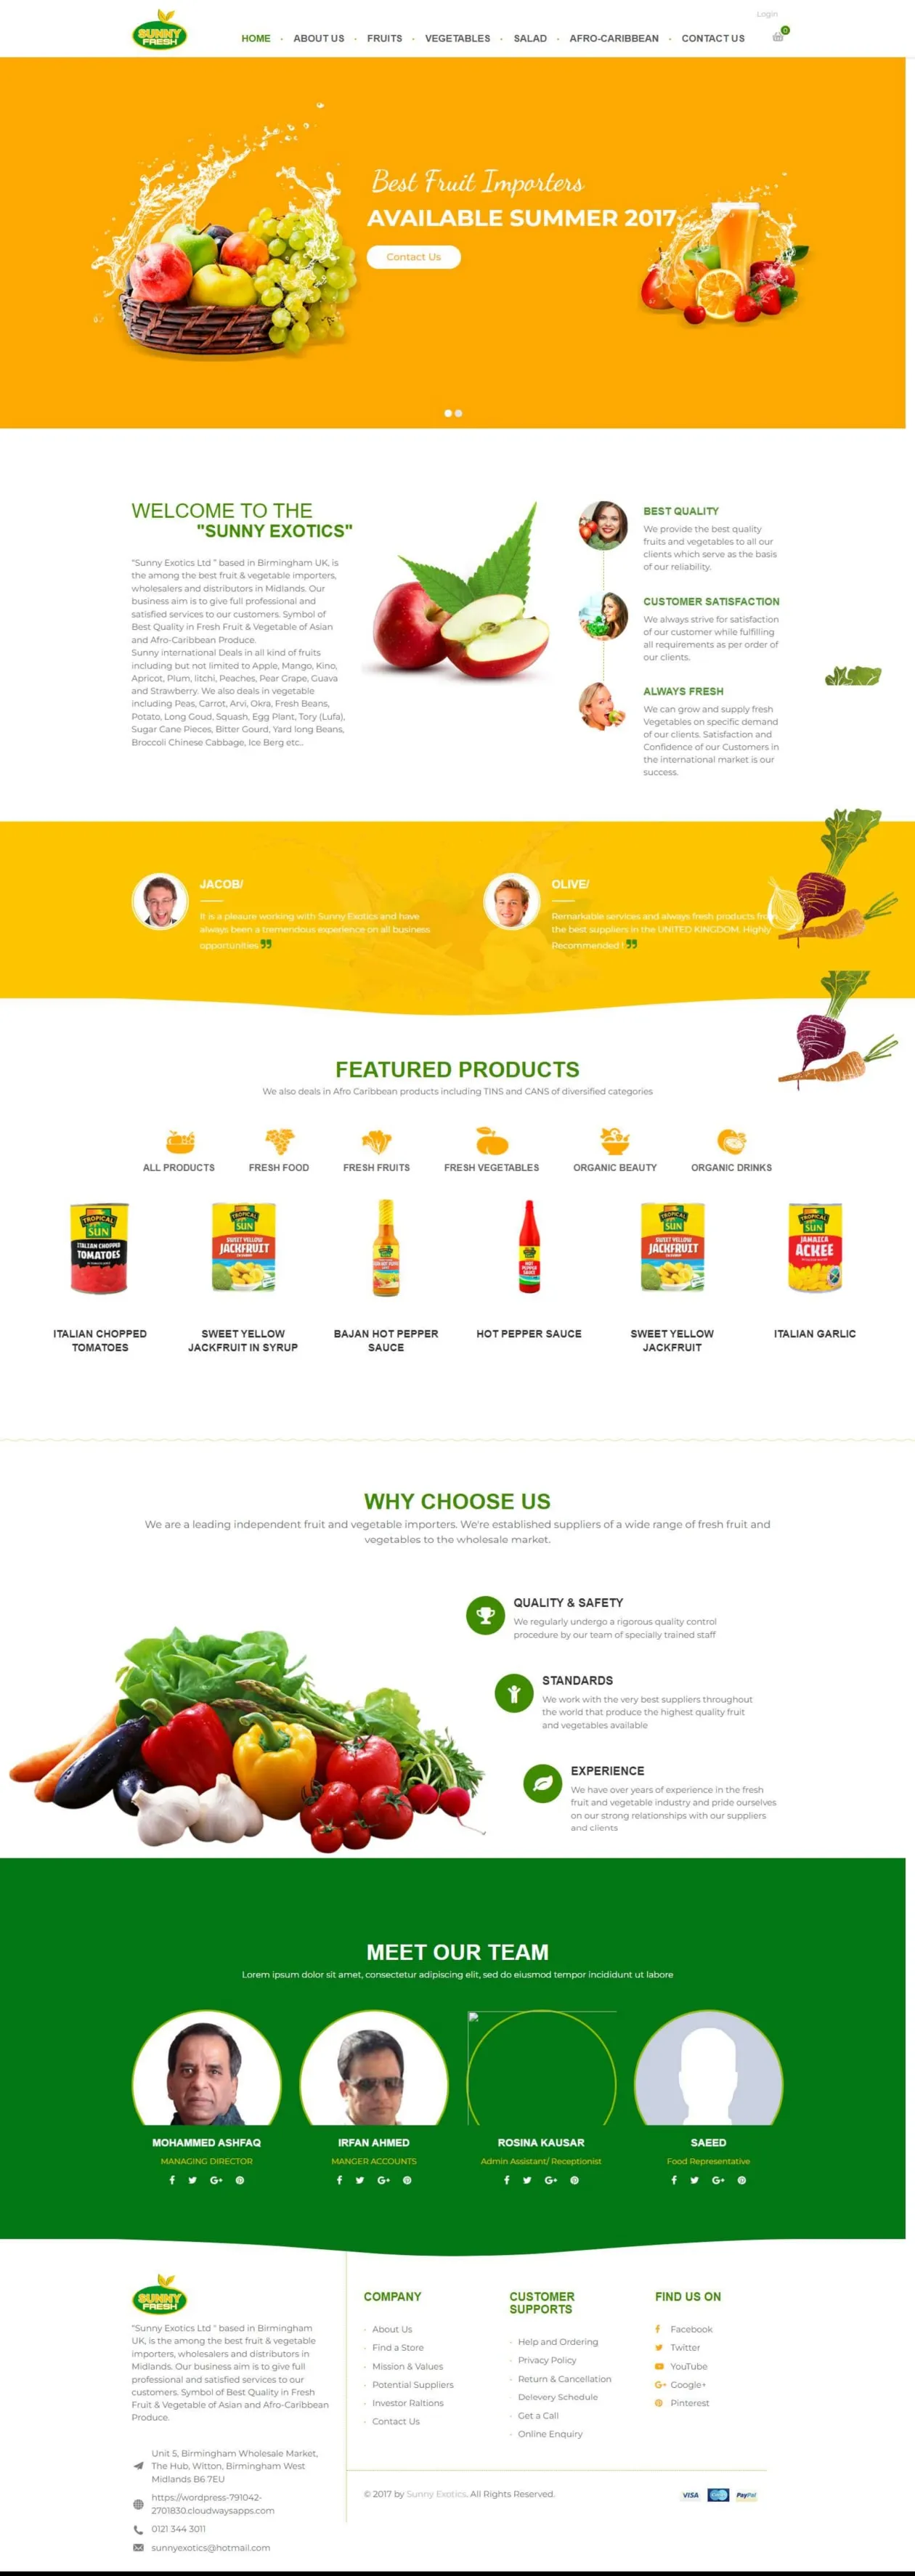 Login
SUNNY
FRESH
HOME · ABOUT US · FRUITS · VEGETABLES · SALAD · AFRO-CARIBBEAN · CONTACT US
0
Best Fruit Importers
AVAILABLE SUMMER 2017
Contact Us
WELCOME TO THE
"SUNNY EXOTICS"
"Sunny Exotics Ltd " based in Birmingham UK, is
the among the best fruit & vegetable importers,
wholesalers and distributors in Midlands. Our
business aim is to give full professional and
satisfied services to our customers. Symbol of
Best Quality in Fresh Fruit & Vegetable of Asian
and Afro-Caribbean Produce.
Sunny international Deals in all kind of fruits
including but not limited to Apple, Mango, Kino,
Apricot, Plum, litchi, Peaches, Pear Grape, Guava
and Strawberry. We also deals in vegetable
including Peas, Carrot, Arvi, Okra, Fresh Beans,
Potato, Long Goud, Squash, Egg Plant, Tory (Lufa),
Sugar Cane Pieces, Bitter Gourd, Yard long Beans,
Broccoli Chinese Cabbage, Ice Berg etc..
BEST QUALITY
We provide the best quality
fruits and vegetables to all our
clients which serve as the basis
of our reliability.
CUSTOMER SATISFACTION
We always strive for satisfaction
of our customer while fulfilling
all requirements as per order of
our clients.
ALWAYS FRESH
We can grow and supply fresh
Vegetables on specific demand
of our clients. Satisfaction and
Confidence of our Customers in
the international market is our
success.
JACOB/
It is a pleasure working with Sunny Exotics and have
always been a tremendous experience on all business
opportunities
OLIVE/
Remarkable services and always fresh products from
the best suppliers in the UNITED KINGDOM. Highly
Recommended !
FEATURED PRODUCTS
We also deals in Afro Caribbean products including TINS and CANS of diversified categories
ALL PRODUCTS
FRESH FOOD
FRESH FRUITS
FRESH VEGETABLES
ORGANIC BEAUTY
ORGANIC DRINKS
TROPICAL
SUN
ITALIAN CHOPPED
TOMATOES
TROPICAL
SUN
SWEET YELLOW
JACKFRUIT
HOT
PEPPER
SAUCE
TROPICAL
SUN
SWEET YELLOW
JACKFRUIT
TROPICAL
SUN
JAMAICA
ACKEE
ITALIAN CHOPPED
TOMATOES
SWEET YELLOW
JACKFRUIT IN SYRUP
BAJAN HOT PEPPER
SAUCE
HOT PEPPER SAUCE
SWEET YELLOW
JACKFRUIT
ITALIAN GARLIC
WHY CHOOSE US
We are a leading independent fruit and vegetable importers. We're established suppliers of a wide range of fresh fruit and
vegetables to the wholesale market.
QUALITY & SAFETY
We regularly undergo a rigorous quality control
procedure by our team of specially trained staff
STANDARDS
We work with the very best suppliers throughout
the world that produce the highest quality fruit
and vegetables available
EXPERIENCE
We have over years of experience in the fresh
fruit and vegetable industry and pride ourselves
on our strong relationships with our suppliers
and clients
MEET OUR TEAM
Lorem ipsum dolor sit amet, consectetur adipiscing elit, sed do eiusmod tempor incididunt ut labore
MOHAMMED ASHFAQ
MANAGING DIRECTOR
IRFAN AHMED
MANGER ACCOUNTS
ROSINA KAUSAR
Admin Assistant/ Receptionist
SAEED
Food Representative
SUNNY
FRESH
"Sunny Exotics Ltd " based in Birmingham
UK, is the among the best fruit & vegetable
importers, wholesalers and distributors in
Midlands. Our business aim is to give full
professional and satisfied services to our
customers. Symbol of Best Quality in Fresh
Fruit & Vegetable of Asian and Afro-Caribbean
Produce.
Unit 5, Birmingham Wholesale Market,
The Hub, Witton, Birmingham West
Midlands B6 7EU
https://wordpress-791042-
2701830.cloudwaysapps.com
0121 344 3011
sunnyexotics@hotmail.com
COMPANY
About Us
Find a Store
Mission & Values
Potential Suppliers
Investor Raltions
Contact Us
CUSTOMER
SUPPORTS
Help and Ordering
Privacy Policy
Return & Cancellation
Delevery Schedule
Get a Call
Online Enquiry
FIND US ON
Facebook
Twitter
YouTube
Google+
Pinterest
© 2017 by Sunny Exotics. All Rights Reserved.
VISA
PayPal